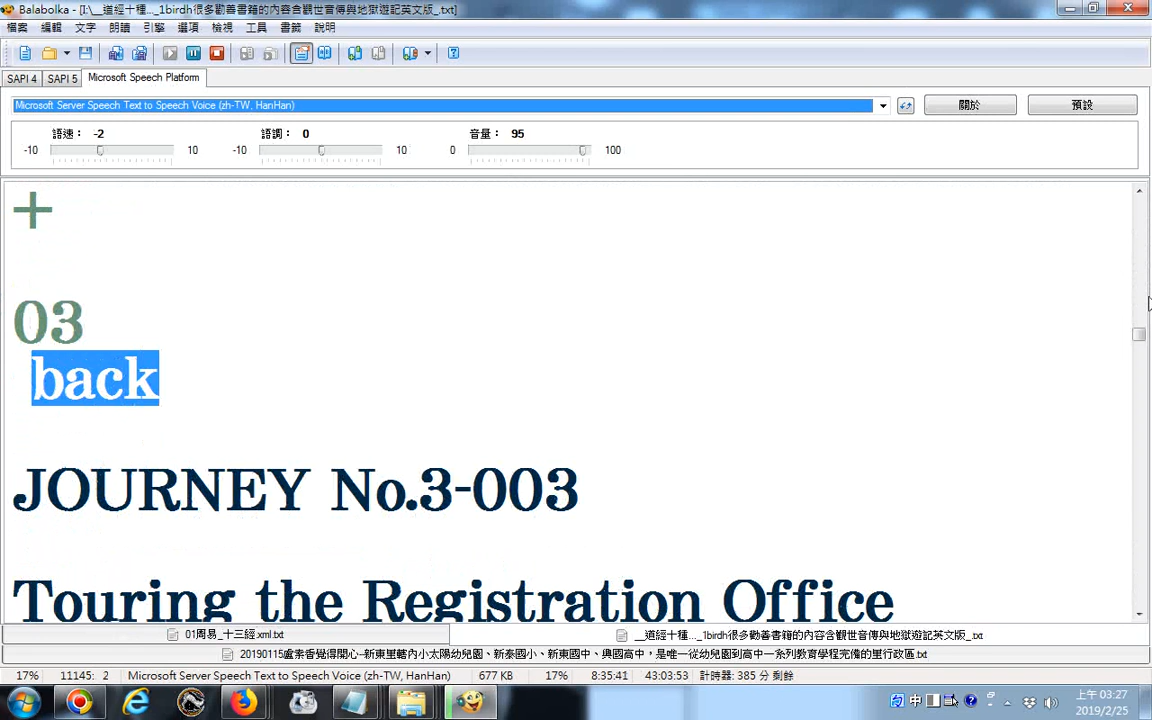 Balabolka - [I:\__道經十種..._1birdh很多勸善書籍的內容含觀世音傳與地獄遊記英文版_.txt]
檔案 編輯 文字 朗讀 引擎 選項 檢視 工具 書籤 說明
SAPI 4 SAPI 5 Microsoft Speech Platform
Microsoft Server Speech Text to Speech Voice (zh-TW, HanHan) 關於 預設
語速： -2 語調： 0 音量： 95
-10 10 -10 10 0 100
+
03
back
JOURNEY No.3-003
Touring the Registration Office
01周易_十三經.xml.txt __道經十種..._1birdh很多勸善書籍的內容含觀世音傳與地獄遊記英文版_.txt
20190115盧素香覺得開心--新東里轄內小太陽幼兒園、新泰國小、新東國中、興國高中，是唯一從幼兒園到高中一系列教育學程完備的里行政區.txt
17% 11145: 2 Microsoft Server Speech Text to Speech Voice (zh-TW, HanHan) 677 KB 17% 8:35:41 43:03:53 計時器: 385 分 剩餘
中
上午 03:27
2019/2/25